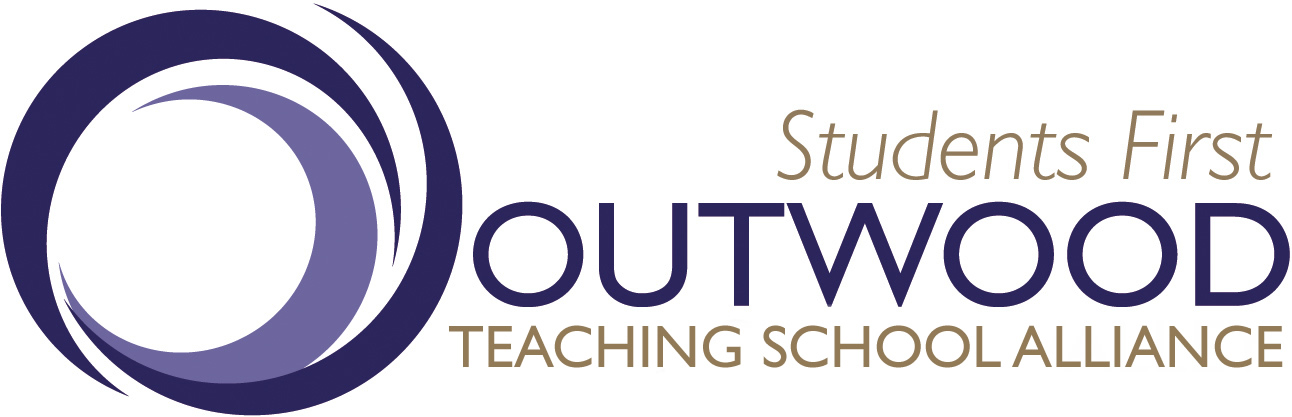 Students First
OUTWOOD
TEACHING SCHOOL ALLIANCE